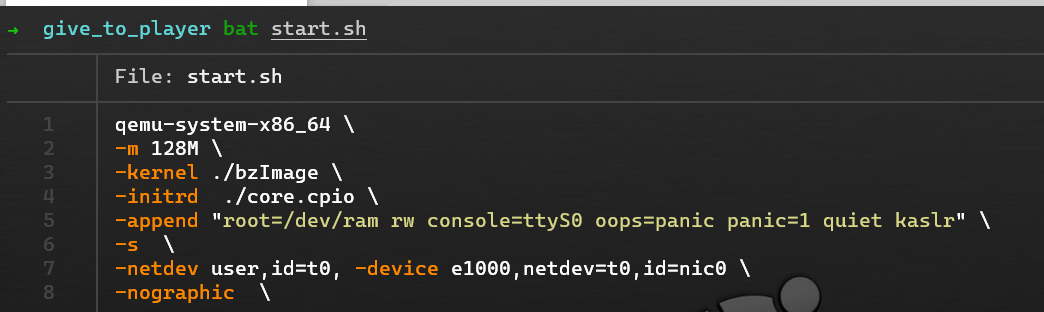 → give_to_player bat start.sh
File: start.sh
1 qemu-system-x86_64 \
2 -m 128M \
3 -kernel ./bzImage \
4 -initrd  ./core.cpio \
5 -append "root=/dev/ram rw console=ttyS0 oops=panic panic=1 quiet kaslr" \
6 -s  \
7 -netdev user,id=t0, -device e1000,netdev=t0,id=nic0 \
8 -nographic  \